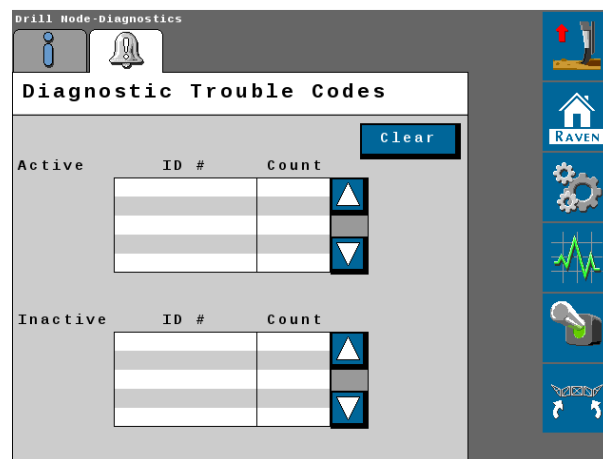 Drill Node-Diagnostics
Diagnostic Trouble Codes
Clear
Active ID # Count
Inactive ID # Count
RAVEN